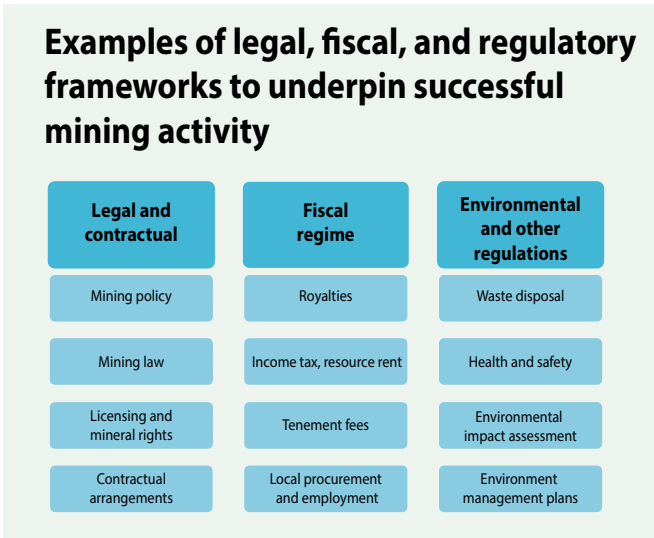 Examples of legal, fiscal, and regulatory
frameworks to underpin successful
mining activity
Legal and
contractual
Mining policy
Mining law
Licensing and
mineral rights
Contractual
arrangements
Fiscal
regime
Royalties
Income tax, resource rent
Tenement fees
Local procurement
and employment
Environmental
and other
regulations
Waste disposal
Health and safety
Environmental
impact assessment
Environment
management plans